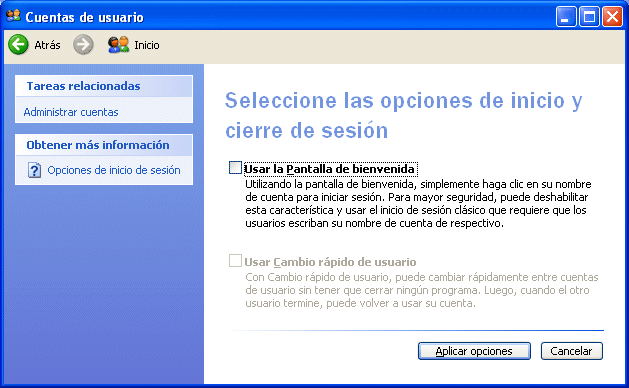 Cuentas de usuario
Atrás
Inicio
Tareas relacionadas
Administrar cuentas
Obtener más información
Opciones de inicio de sesión
Seleccione las opciones de inicio y
cierre de sesión
Usar la Pantalla de bienvenida
Utilizando la pantalla de bienvenida, simplemente haga clic en su nombre
de cuenta para iniciar sesión. Para mayor seguridad, puede deshabilitar
esta característica y usar el inicio de sesión clásico que requiere que los
usuarios escriban su nombre de cuenta de respectivo.
Usar Cambio rápido de usuario
Con Cambio rápido de usuario, puede cambiar rápidamente entre cuentas
de usuario sin tener que cerrar ningún programa. Luego, cuando el otro
usuario termine, puede volver a usar su cuenta.
Aplicar opciones
Cancelar